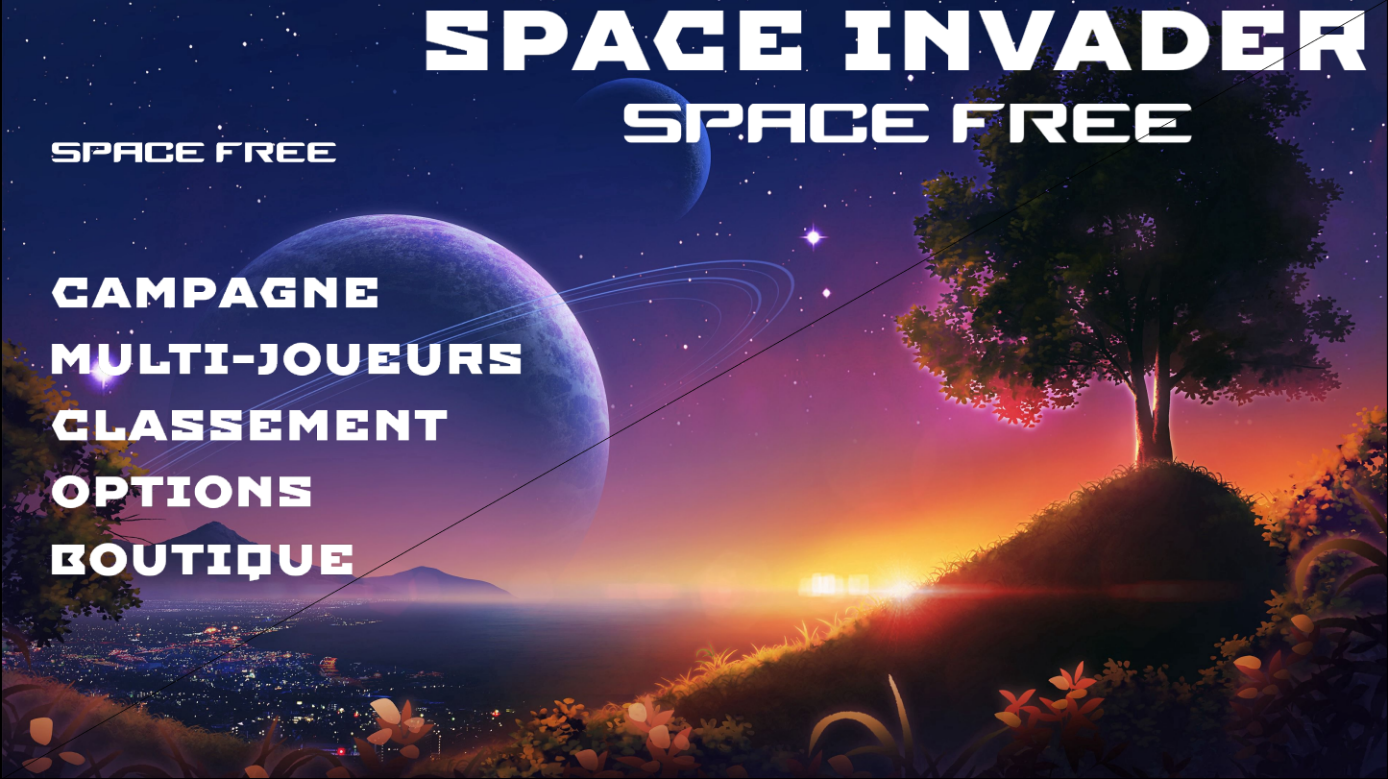 SPACE INVADER
SPACE FREE
SPACE FREE
CAMPAGNE
MULTI-JOUEURS
CLASSEMENT
OPTIONS
BOUTIQUE